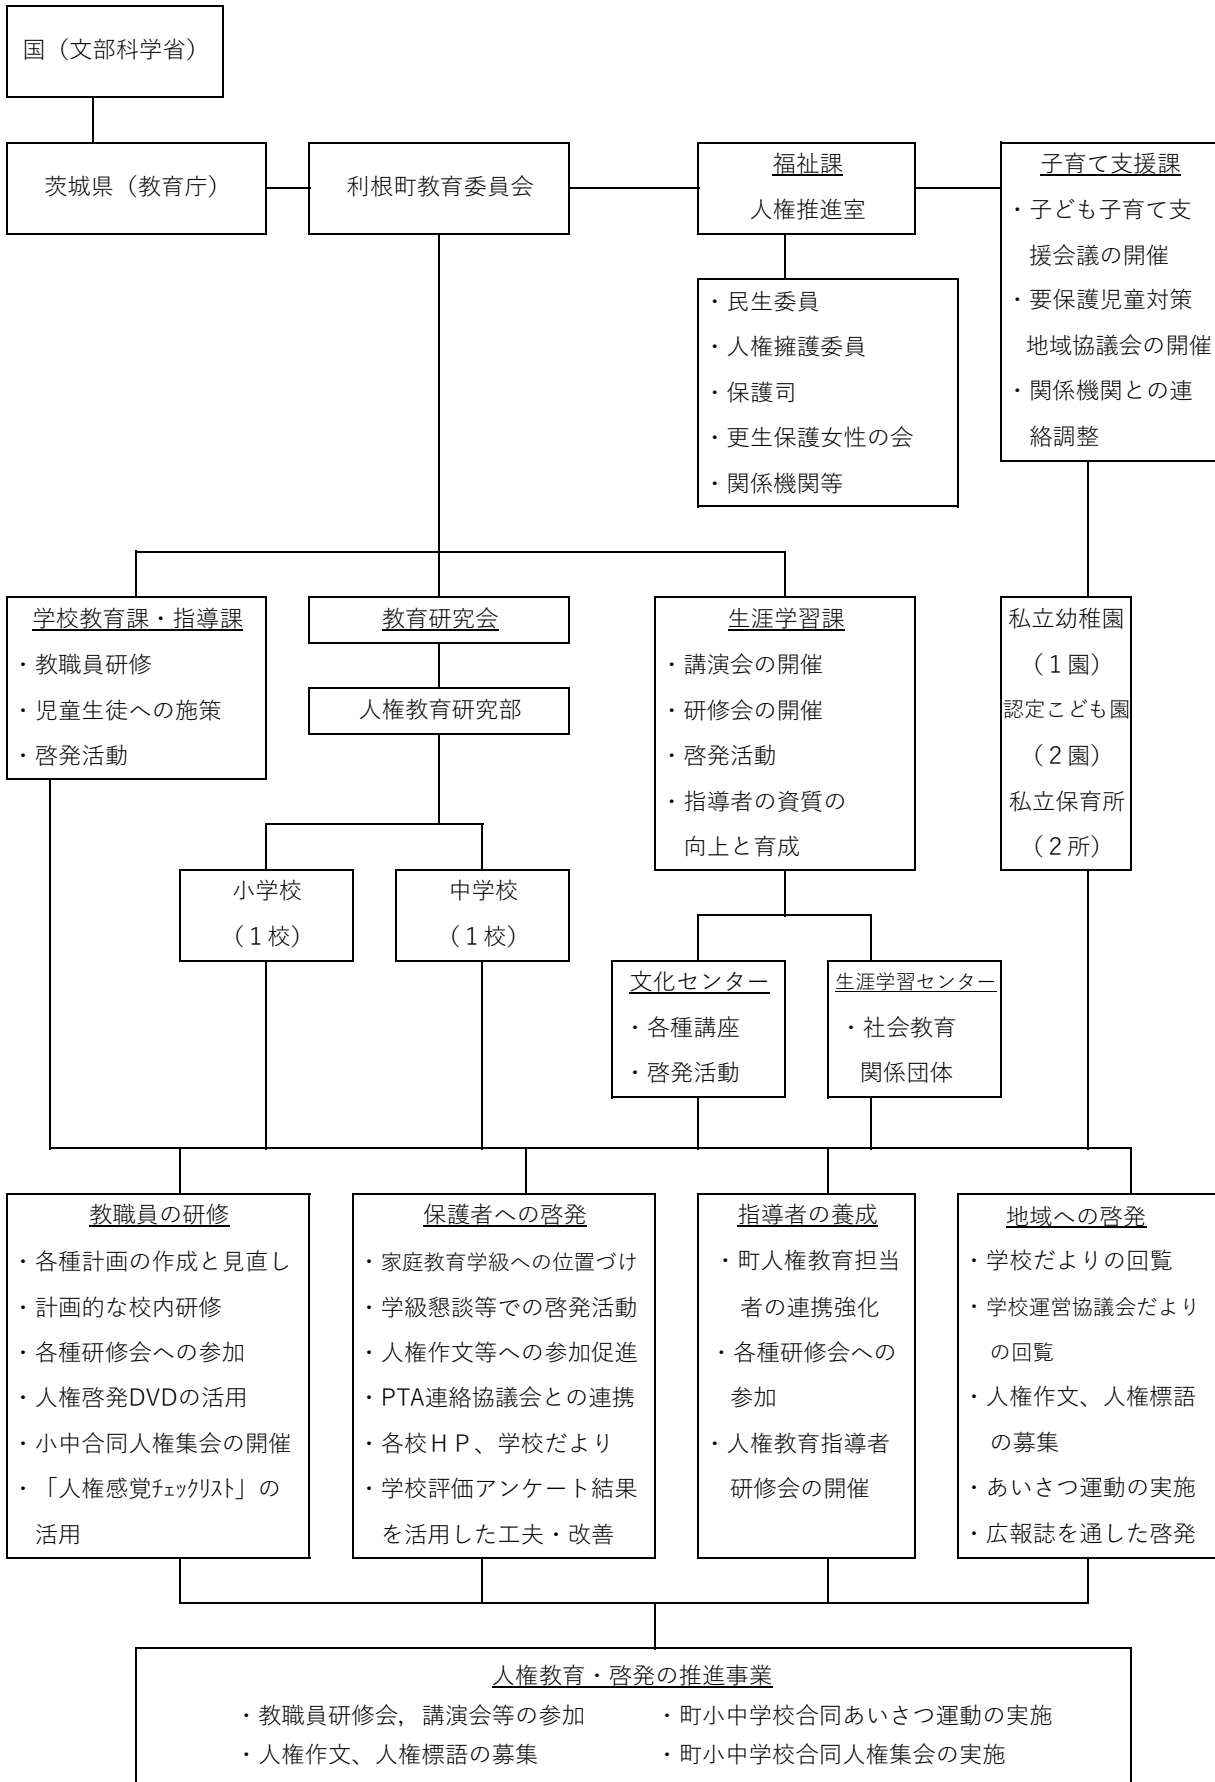 国（文部科学省）
茨城県（教育庁）
利根町教育委員会
福祉課
人権推進室
子育て支援課
・子ども子育て支
援会議の開催
・要保護児童対策
地域協議会の開催
・関係機関との連
絡調整
・民生委員
・人権擁護委員
・保護司
・更生保護女性の会
・関係機関等
学校教育課・指導課
・教職員研修
・児童生徒への施策
・啓発活動
教育研究会
人権教育研究部
生涯学習課
・講演会の開催
・研修会の開催
・啓発活動
・指導者の資質の
向上と育成
私立幼稚園
（１園）
認定こども園
（２園）
私立保育所
（２所）
小学校
（１校）
中学校
（１校）
文化センター
・各種講座
・啓発活動
生涯学習センター
・社会教育
関係団体
教職員の研修
・各種計画の作成と見直し
・計画的な校内研修
・各種研修会への参加
・人権啓発DVDの活用
・小中合同人権集会の開催
・「人権感覚ﾁｪｯｸﾘｽﾄ」の
活用
保護者への啓発
・家庭教育学級への位置づけ
・学級懇談等での啓発活動
・人権作文等への参加促進
・PTA連絡協議会との連携
・各校ＨＰ、学校だより
・学校評価アンケート結果
を活用した工夫・改善
指導者の養成
・町人権教育担当
者の連携強化
・各種研修会への
参加
・人権教育指導者
研修会の開催
地域への啓発
・学校だよりの回覧
・学校運営協議会だより
の回覧
・人権作文、人権標語
の募集
・あいさつ運動の実施
・広報誌を通した啓発
人権教育・啓発の推進事業
・教職員研修会，講演会等の参加
・町小中学校合同あいさつ運動の実施
・人権作文、人権標語の募集
・町小中学校合同人権集会の実施